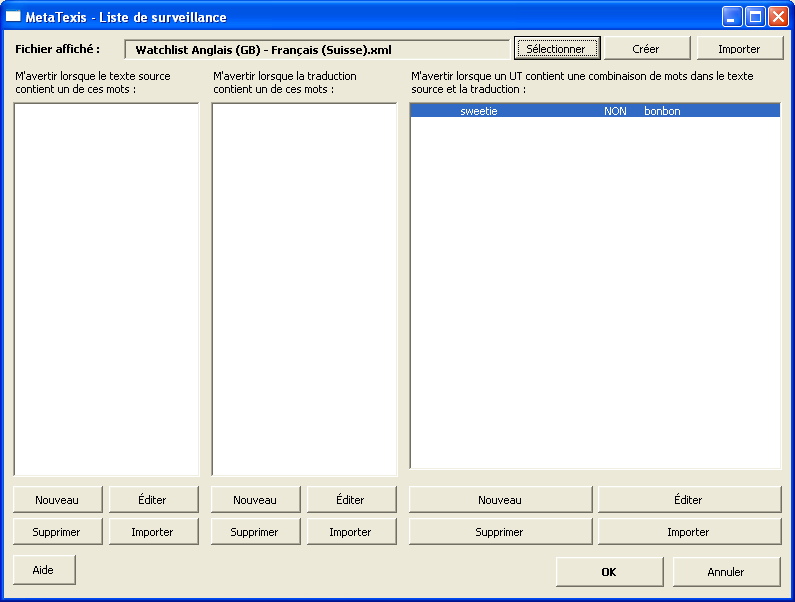 MetaTexis - Liste de surveillance
Fichier affiché :
Watchlist Anglais (GB) - Français (Suisse).xml
Sélectionner
Créer
Importer
M'avertir lorsque le texte source
contient un de ces mots :
M'avertir lorsque la traduction
contient un de ces mots :
M'avertir lorsque un UT contient une combinaison de mots dans le texte
source et la traduction :
sweetie NON bonbon
Nouveau
Éditer
Nouveau
Éditer
Nouveau
Éditer
Supprimer
Importer
Supprimer
Importer
Supprimer
Importer
Aide
OK
Annuler